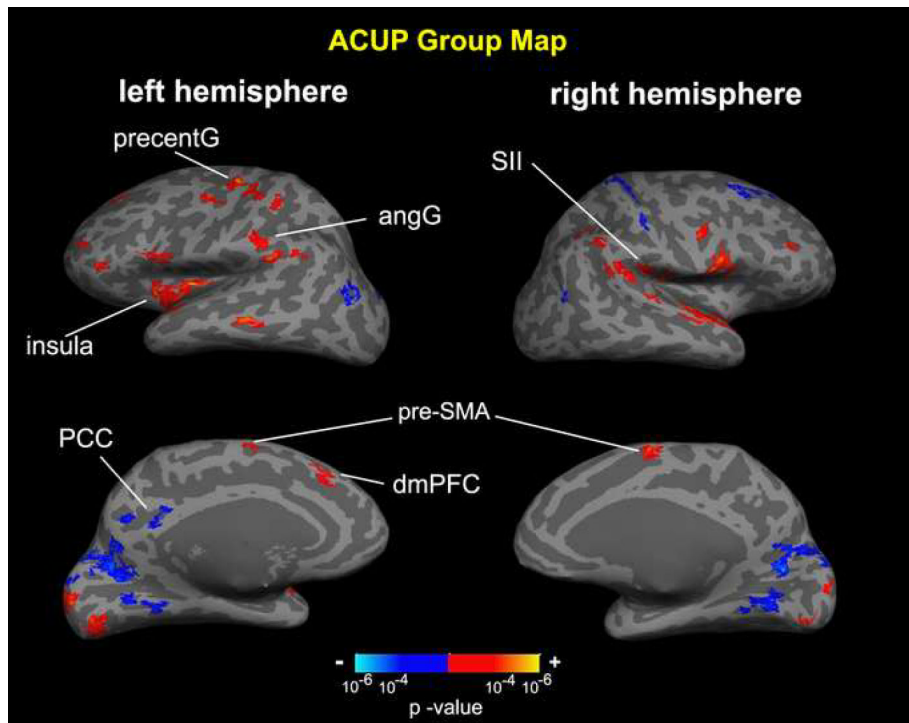 ACUP Group Map
left hemisphere
right hemisphere
precentG
SII
angG
insula
pre-SMA
PCC
dmPFC
- +
10-6 10-4 10-4 10-6
p -value